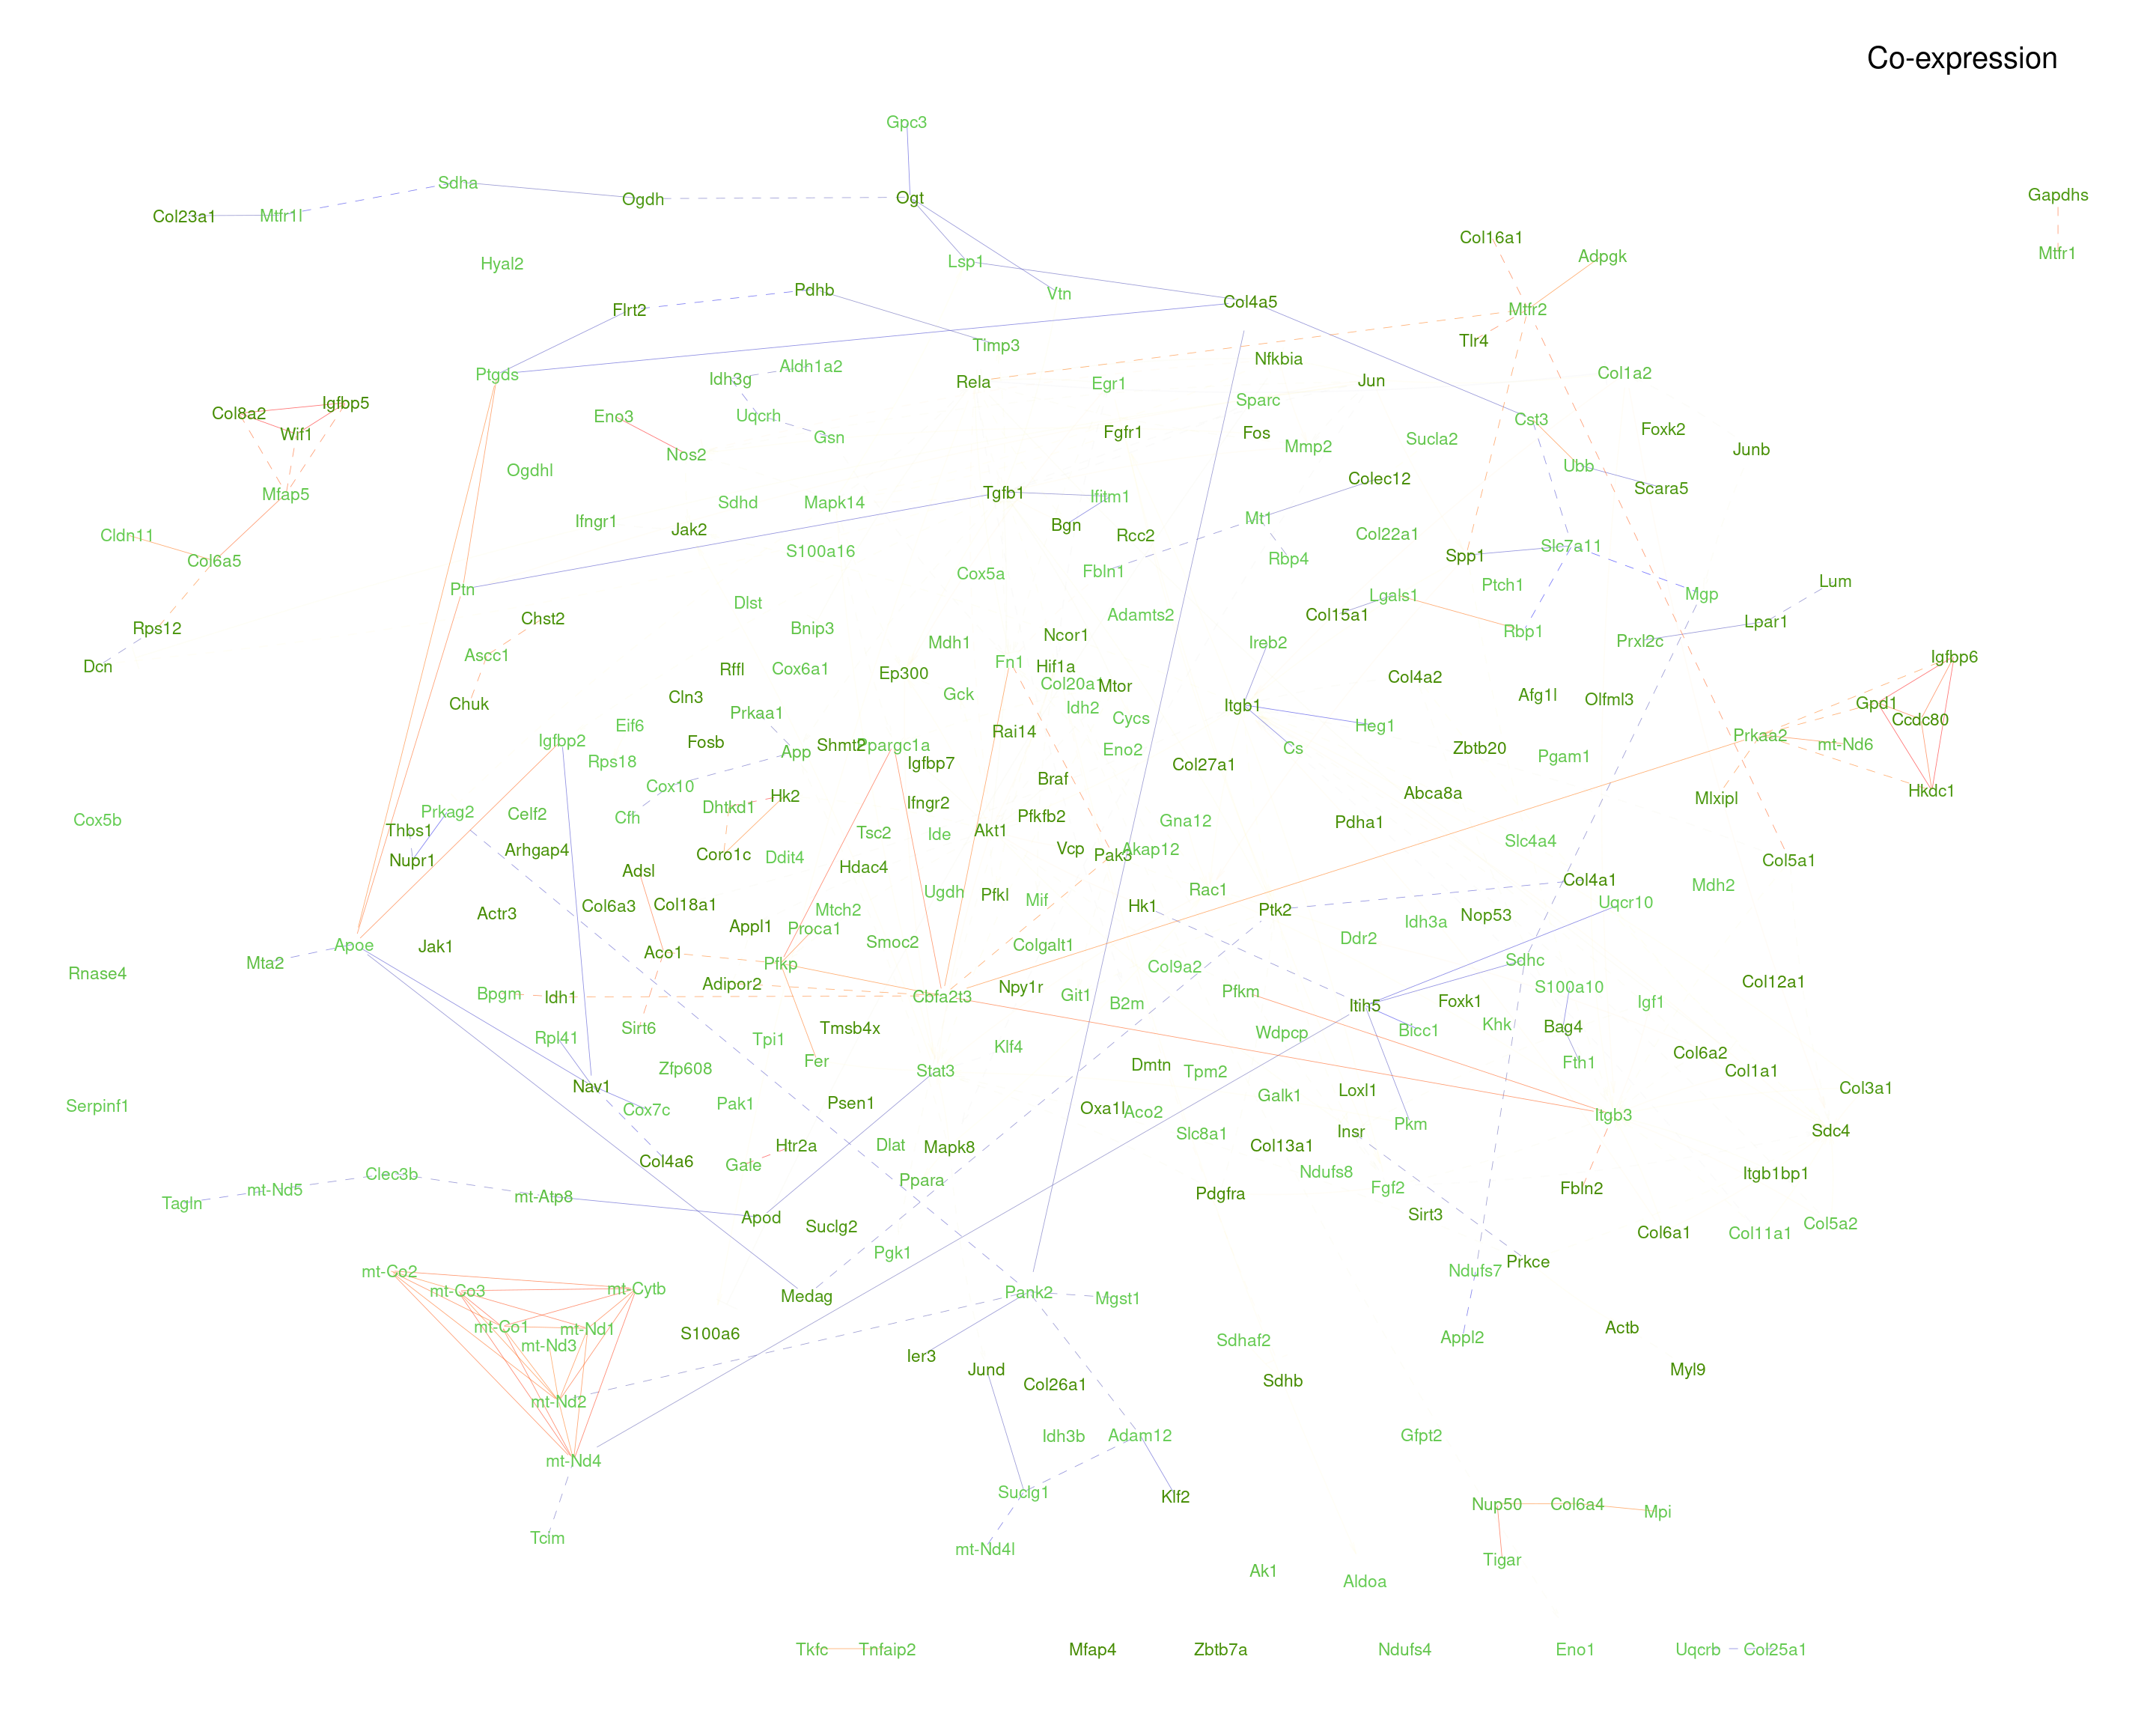 Co-expression
Gpc3
Sdha
Ogdh
Ogt
Gapdhs
Col23a1
Mtfr1l
Col16a1
Adpgk
Mtfr1
Hyal2
Lsp1
Pdhb
Vtn
Col4a5
Flrt2
Mtfr2
Timp3
Tlr4
Nfkbia
Aldh1a2
Ptgds
Idh3g
Rela
Egr1
Jun
Col1a2
Igfbp5
Col8a2
Sparc
Eno3
Uqcrh
Cst3
Wif1
Gsn
Fgfr1
Fos
Mmp2
Sucla2
Foxk2
Junb
Nos2
Ogdhl
Ubb
Mfap5
Tgfb1
Ifitm1
Colec12
Scara5
Sdhd
Mapk14
Ifngr1
Jak2
Bgn
Mt1
Cldn11
Rcc2
Col22a1
Spp1
Slc7a11
S100a16
Col6a5
Rbp4
Cox5a
Fbln1
Ptn
Ptch1
Lum
Dlst
Lgals1
Mgp
Chst2
Adamts2
Col15a1
Lpar1
Rps12
Bnip3
Ncor1
Rbp1
Mdh1
Ireb2
Prxl2c
Ascc1
Dcn
Rffl
Cox6a1
Ep300
Fn1
Hif1a
Igfbp6
Col20a1
Mtor
Col4a2
Chuk
Cln3
Gck
Idh2
Itgb1
Afg1l
Olfml3
Gpd1
Prkaa1
Cycs
Heg1
Ccdc80
Eif6
Rai14
Igfbp2
Fosb
App
Shmt2
Ppargc1a
Eno2
Cs
Zbtb20
Prkaa2
mt-Nd6
Rps18
Igfbp7
Col27a1
Pgam1
Cox10
Braf
Hk2
Abca8a
Mlxipl
Hkdc1
Prkag2
Celf2
Cfh
Dhtkd1
Ifngr2
Pfkfb2
Cox5b
Thbs1
Tsc2
Ide
Akt1
Gna12
Pdha1
Nupr1
Arhgap4
Coro1c
Ddit4
Vcp
Pak3
Akap12
Slc4a4
Col5a1
Adsl
Hdac4
Col4a1
Mdh2
Ugdh
Pfkl
Mif
Rac1
Col6a3
Col18a1
Mtch2
Hk1
Ptk2
Uqcr10
Actr3
Appl1
Proca1
Nop53
Apoe
Jak1
Aco1
Smoc2
Colgalt1
Ddr2
Idh3a
Mta2
Pfkp
Col9a2
Sdhc
Rnase4
Adipor2
Npy1r
Col12a1
Bpgm
Idh1
Cbfa2t3
Git1
B2m
Pfkm
Itih5
Foxk1
S100a10
Igf1
Sirt6
Tmsb4x
Wdpcp
Bicc1
Khk
Bag4
Rpl41
Tpi1
Klf4
Fer
Fth1
Col6a2
Zfp608
Stat3
Dmtn
Tpm2
Col1a1
Nav1
Loxl1
Col3a1
Serpinf1
Cox7c
Pak1
Psen1
Oxa1l
Aco2
Galk1
Pkm
Itgb3
Slc8a1
Insr
Sdc4
Col4a6
Gale
Htr2a
Dlat
Mapk8
Col13a1
Clec3b
Ppara
Ndufs8
Itgb1bp1
Tagln
mt-Nd5
mt-Atp8
Pdgfra
Fgf2
Fbln2
Apod
Suclg2
Sirt3
Col6a1
Col11a1
Col5a2
Pgk1
Prkce
mt-Co2
Ndufs7
mt-Co3
mt-Cytb
Medag
Pank2
Mgst1
mt-Co1
mt-Nd1
S100a6
mt-Nd3
Sdhaf2
Appl2
Actb
Ier3
Jund
Col26a1
Sdhb
Myl9
mt-Nd2
Idh3b
Adam12
Gfpt2
mt-Nd4
Suclg1
Klf2
Nup50
Col6a4
Mpi
Tcim
mt-Nd4l
Tigar
Ak1
Aldoa
Tkfc
Tnfaip2
Mfap4
Zbtb7a
Ndufs4
Eno1
Uqcrb
Col25a1